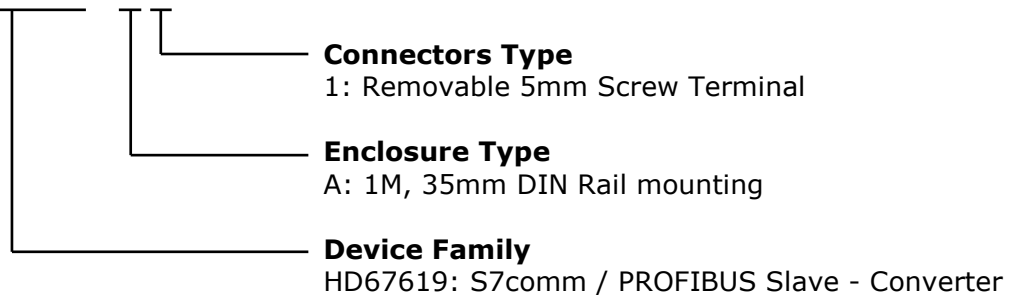 Connectors Type
1: Removable 5mm Screw Terminal
Enclosure Type
A: 1M, 35mm DIN Rail mounting
Device Family
HD67619: S7comm / PROFIBUS Slave - Converter